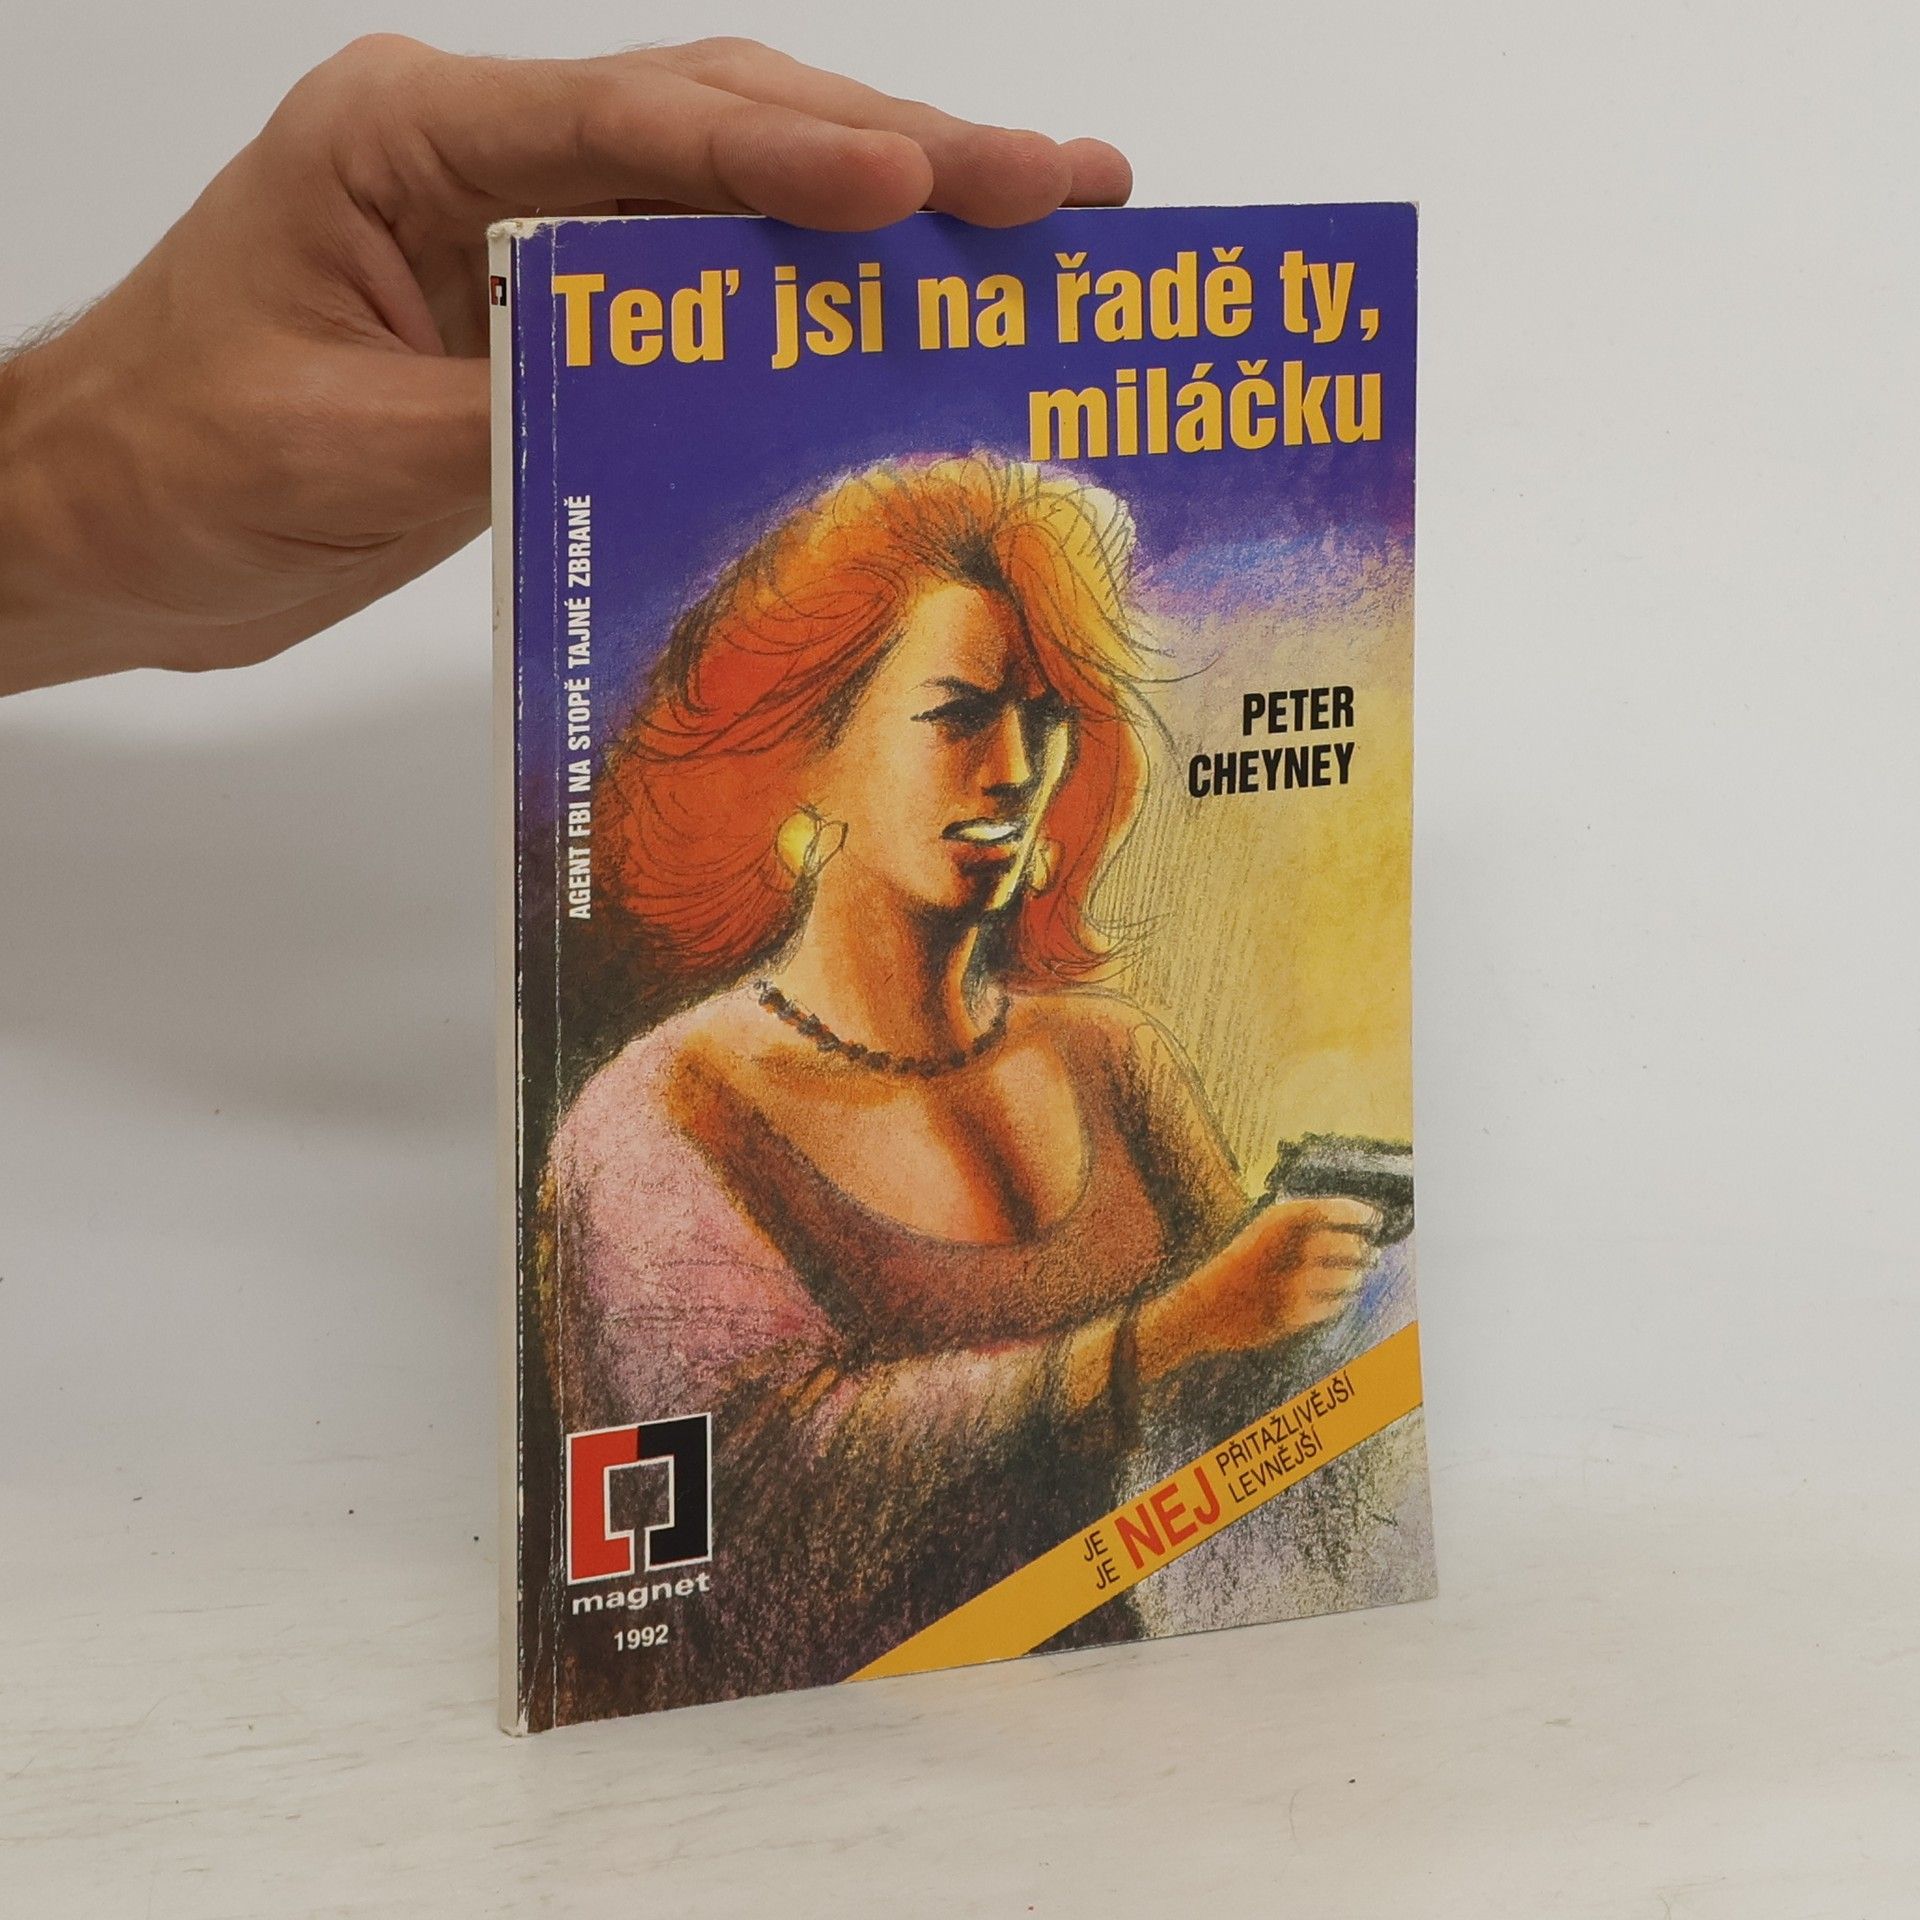 Teď jsi na řadě ty,
miláčku
AGENT FBI NA STOPĚ TAJNÉ ZBRANĚ
PETER
CHEYNEY
JE NEJ PŘITAŽLIVĚJŠÍ
JE LEVNĚJŠÍ
magnet
1992